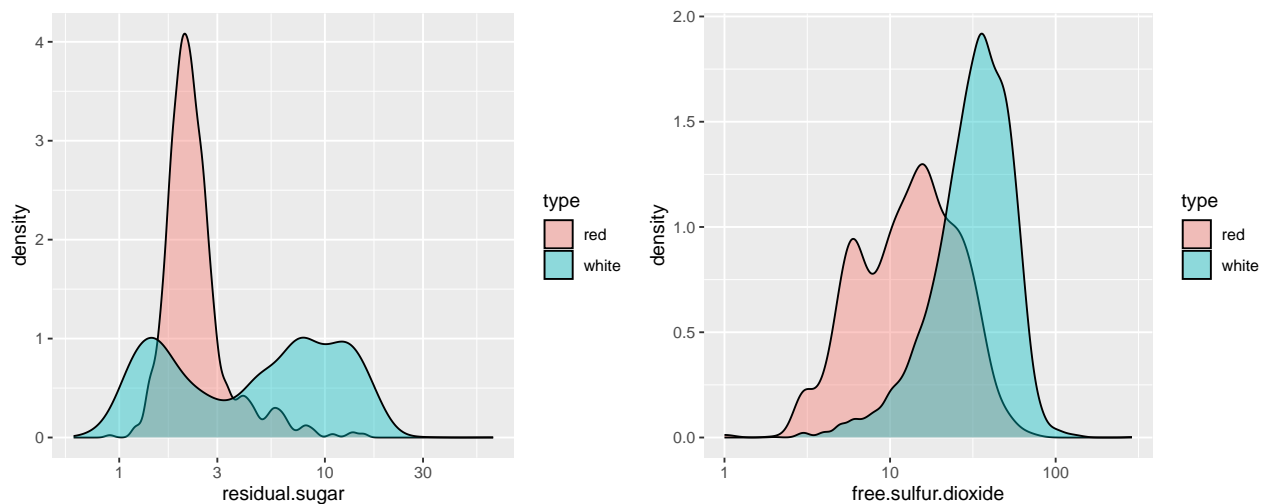 4
3
2
1
0
density
1
3
10
30
residual.sugar
type
red
white
2.0
1.5
1.0
0.5
0.0
density
1
10
100
free.sulfur.dioxide
type
red
white